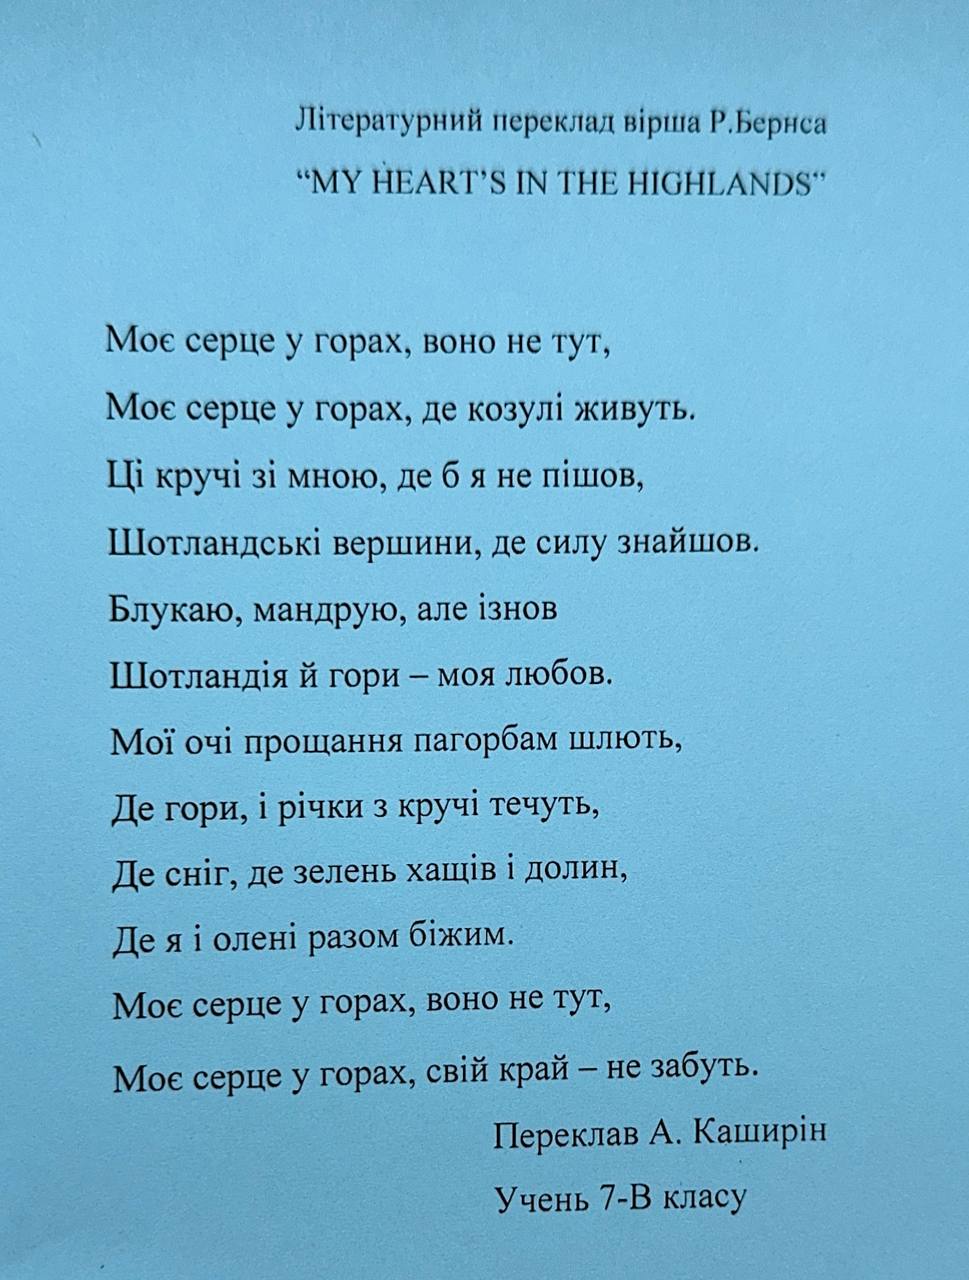 Літературний переклад вірша Р.Бернса
“MY HEART’S IN THE HIGHLANDS”
Моє серце у горах, воно не тут,
Моє серце у горах, де козулі живуть.
Ці кручі зі мною, де б я не пішов,
Шотландські вершини, де силу знайшов.
Блукаю, мандрую, але ізнов
Шотландія й гори – моя любов.
Мої очі прощання пагорбам шлють,
Де гори, і річки з кручі течуть,
Де сніг, де зелень хащів і долин,
Де я і олені разом біжим.
Моє серце у горах, воно не тут,
Моє серце у горах, свій край – не забуть.
Переклав А. Каширін
Учень 7-В класу